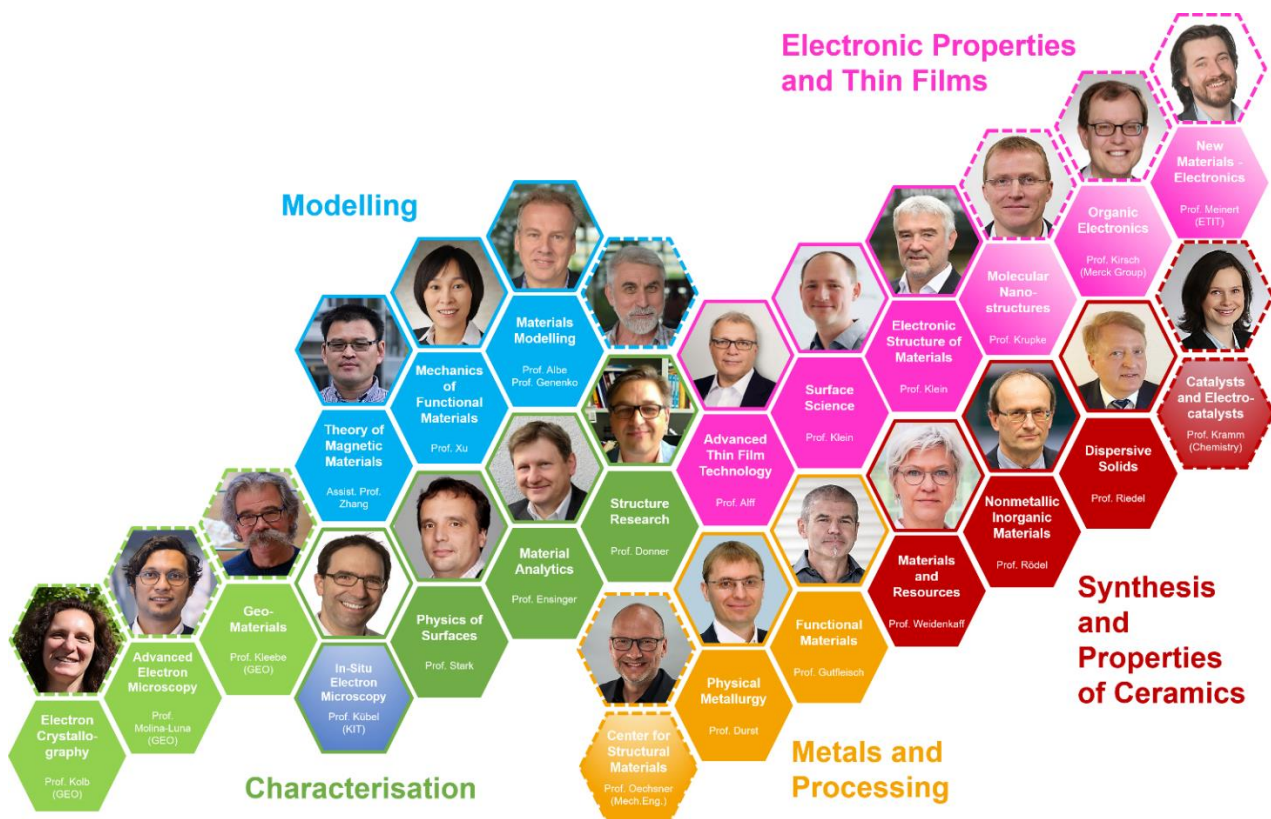 Electronic Properties
and Thin Films
New
Materials -
Electronics
Prof. Meinert
(ETIT)
Organic
Electronics
Prof. Kirsch
(Merck Group)
Molecular
Nano-
structures
Prof. Krupke
Electronic
Structure of
Materials
Prof. Klein
Surface
Science
Prof. Klein
Advanced
Thin Film
Technology
Prof. Alff
Modelling
Materials
Modelling
Prof. Albe
Prof. Genenko
Mechanics
of
Functional
Materials
Prof. Xu
Theory of
Magnetic
Materials
Assist. Prof.
Zhang
Catalysts
and Electro-
catalysts
Prof. Kramm
(Chemistry)
Dispersive
Solids
Prof. Riedel
Nonmetallic
Inorganic
Materials
Prof. Rödel
Materials
and
Resources
Prof. Weidenkaff
Synthesis
and
Properties
of Ceramics
Structure
Research
Prof. Donner
Material
Analytics
Prof. Ensinger
Physics of
Surfaces
Prof. Stark
In-Situ
Electron
Microscopy
Prof. Kübel
(KIT)
Geo-
Materials
Prof. Kleebe
(GEO)
Advanced
Electron
Microscopy
Prof.
Molina-Luna
(GEO)
Electron
Crystallo-
graphy
Prof. Kolb
(GEO)
Characterisation
Functional
Materials
Prof. Gutfleisch
Physical
Metallurgy
Prof. Durst
Center for
Structural
Materials
Prof. Oechsner
(Mech.Eng.)
Metals and
Processing